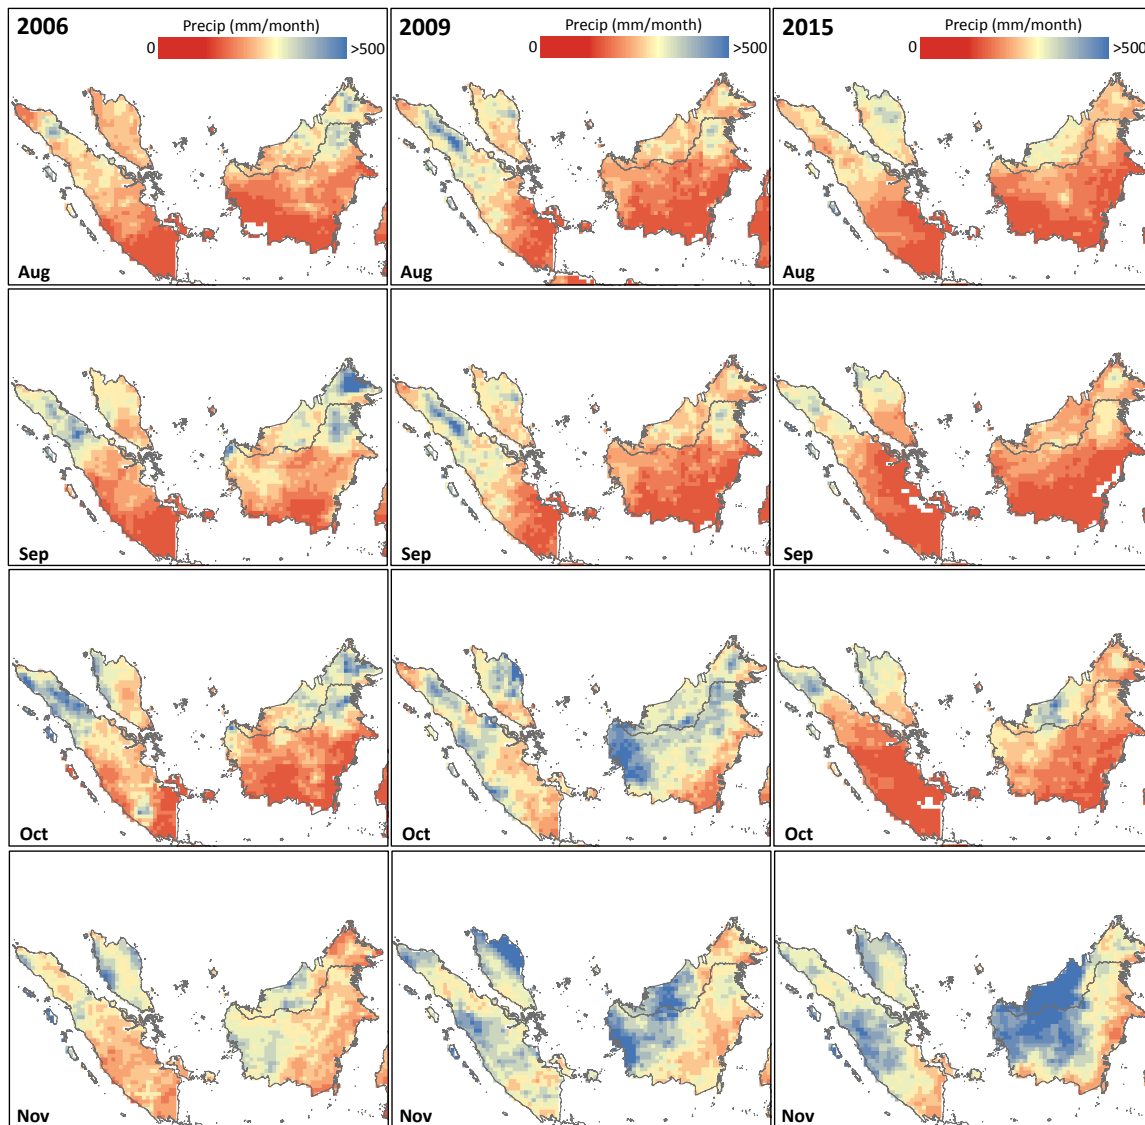 2006 Precip (mm/month)
0 >500
2009 Precip (mm/month)
0 >500
2015 Precip (mm/month)
0 >500
Aug Aug Aug
Sep Sep Sep
Oct Oct Oct
Nov Nov Nov